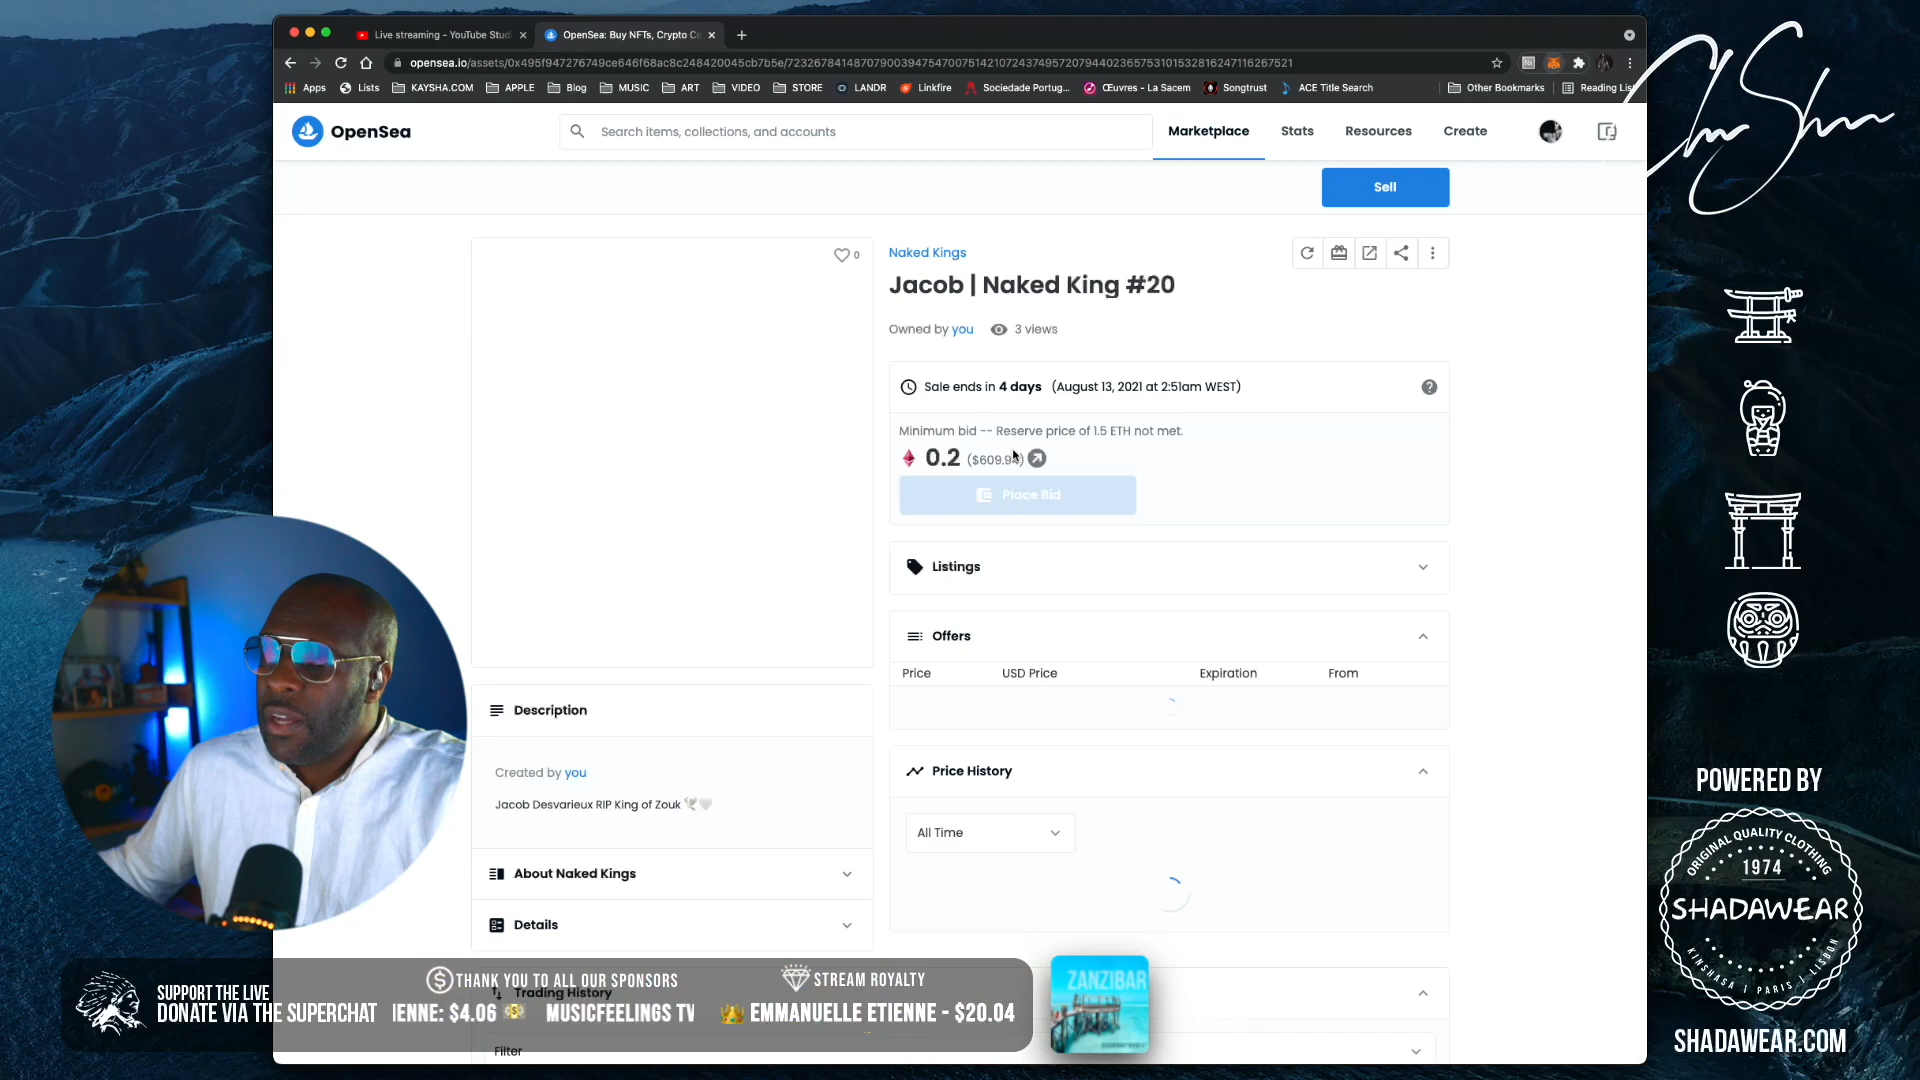 Live streaming - YouTube Studi
OpenSea: Buy NFTs, Crypto Co
opensea.io/assets/0x495f947276749ce646f68ac8c248420045cb7b5e/72326784148707900394754700751421072437495720794402365753101532816247116267521
Apps
Lists
KAYSHA.COM
APPLE
Blog
MUSIC
ART
VIDEO
STORE
LANDR
Linkfire
Sociedade Portug...
Œuvres - La Sacem
Songtrust
ACE Title Search
Other Bookmarks
Reading List
OpenSea
Search items, collections, and accounts
Marketplace
Stats
Resources
Create
Sell
0
Naked Kings
Jacob | Naked King #20
Owned by you
3 views
Sale ends in 4 days (August 13, 2021 at 2:51am WEST)
Minimum bid -- Reserve price of 1.5 ETH not met.
0.2 ($609.94)
Place Bid
Listings
Offers
Price
USD Price
Expiration
From
Description
Created by you
Jacob Desvarieux RIP King of Zouk 🕊🤍
Price History
All Time
About Naked Kings
Details
Trading History
Filter
SUPPORT THE LIVE
DONATE VIA THE SUPERCHAT
THANK YOU TO ALL OUR SPONSORS
IENNE: $4.06 💵 MUSICFEELINGS TV
STREAM ROYALTY
👑 EMMANUELLE ETIENNE - $20.04
ZANZIBAR
POWERED BY
ORIGINAL QUALITY CLOTHING
1974
SHADAWEAR
KINSHASA | PARIS | LISBON
SHADAWEAR.COM